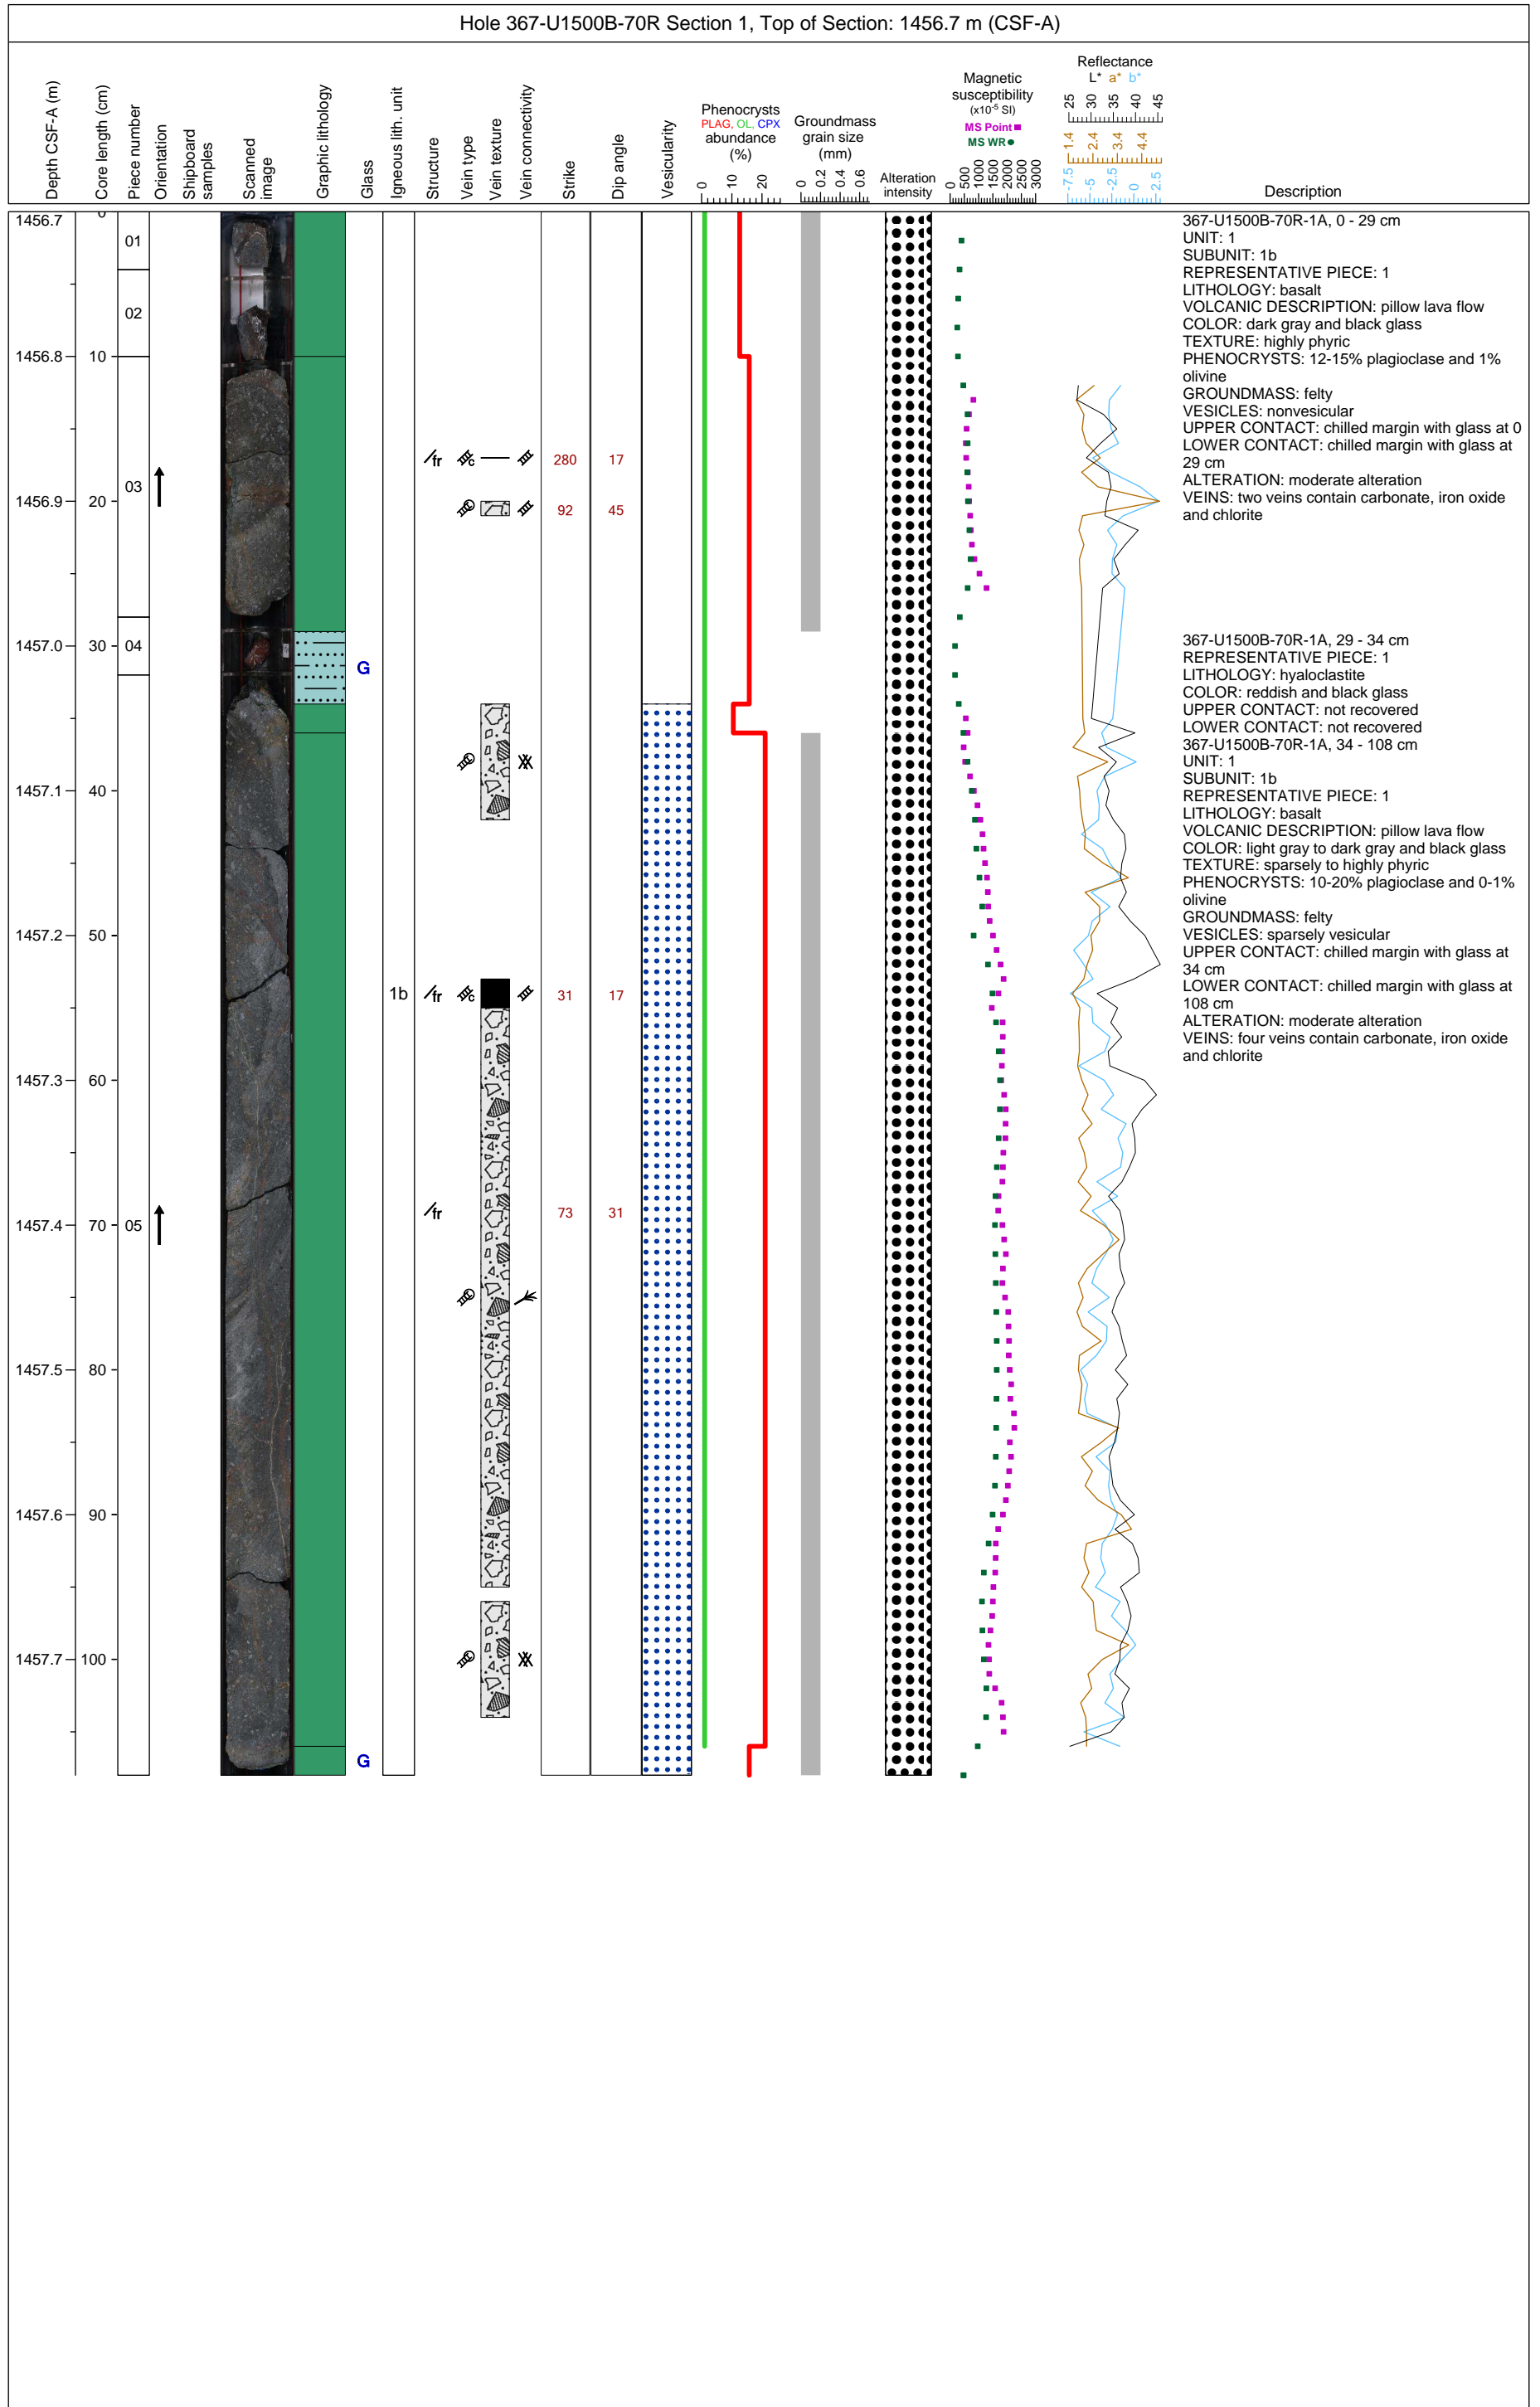 Hole 367-U1500B-70R Section 1, Top of Section: 1456.7 m (CSF-A)
Depth CSF-A (m)
Core length (cm)
Piece number
Orientation
Shipboard
samples
Scanned
image
Graphic lithology
Glass
Igneous lith. unit
Structure
Vein type
Vein texture
Vein connectivity
Strike
Dip angle
Vesicularity
Phenocrysts
PLAG, OL, CPX
abundance
(%)
0 10 20
Groundmass
grain size
(mm)
0 0.2 0.4 0.6
Alteration
intensity
Magnetic
susceptibility
(x10-5 SI)
MS Point
MS WR
0 500 1000 1500 2000 2500 3000
Reflectance
L* a* b*
25 30 35 40 45
1.4 2.4 3.4 4.4
-7.5 -5 -2.5 0 2.5
Description
1456.7
1456.8
1456.9
1457.0
1457.1
1457.2
1457.3
1457.4
1457.5
1457.6
1457.7
0
10
20
30
40
50
60
70
80
90
100
01
02
03
04
05
G
G
1b
fr c 280 17
92 45
fr c 31 17
fr 73 31
367-U1500B-70R-1A, 0 - 29 cm
UNIT: 1
SUBUNIT: 1b
REPRESENTATIVE PIECE: 1
LITHOLOGY: basalt
VOLCANIC DESCRIPTION: pillow lava flow
COLOR: dark gray and black glass
TEXTURE: highly phyric
PHENOCRYSTS: 12-15% plagioclase and 1%
olivine
GROUNDMASS: felty
VESICLES: nonvesicular
UPPER CONTACT: chilled margin with glass at 0
LOWER CONTACT: chilled margin with glass at
29 cm
ALTERATION: moderate alteration
VEINS: two veins contain carbonate, iron oxide
and chlorite
367-U1500B-70R-1A, 29 - 34 cm
REPRESENTATIVE PIECE: 1
LITHOLOGY: hyaloclastite
COLOR: reddish and black glass
UPPER CONTACT: not recovered
LOWER CONTACT: not recovered
367-U1500B-70R-1A, 34 - 108 cm
UNIT: 1
SUBUNIT: 1b
REPRESENTATIVE PIECE: 1
LITHOLOGY: basalt
VOLCANIC DESCRIPTION: pillow lava flow
COLOR: light gray to dark gray and black glass
TEXTURE: sparsely to highly phyric
PHENOCRYSTS: 10-20% plagioclase and 0-1%
olivine
GROUNDMASS: felty
VESICLES: sparsely vesicular
UPPER CONTACT: chilled margin with glass at
34 cm
LOWER CONTACT: chilled margin with glass at
108 cm
ALTERATION: moderate alteration
VEINS: four veins contain carbonate, iron oxide
and chlorite